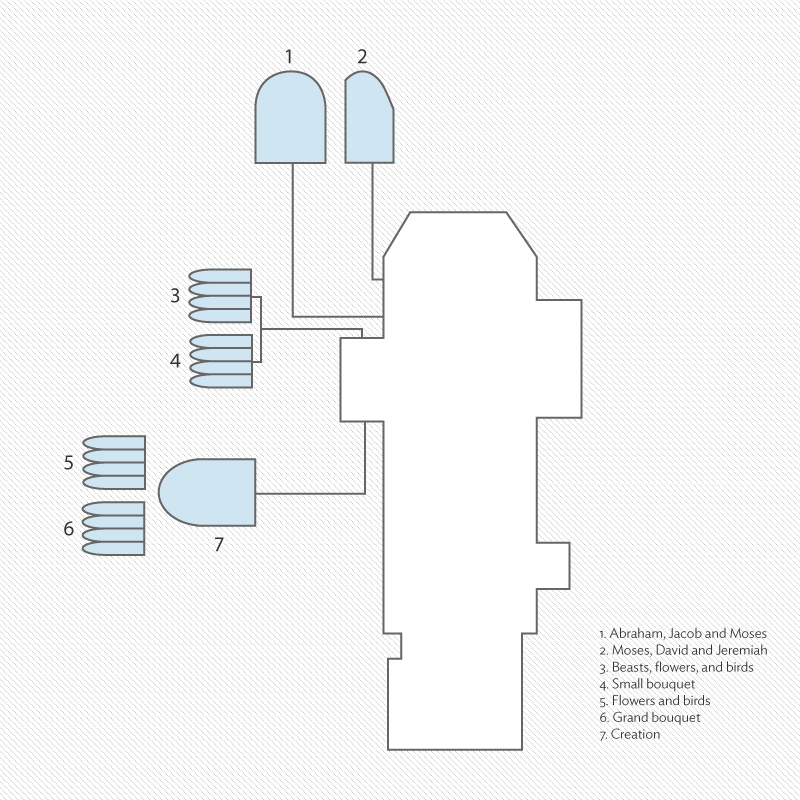 1
2
3
4
5
6
7
1. Abraham, Jacob and Moses
2. Moses, David and Jeremiah
3. Beasts, flowers, and birds
4. Small bouquet
5. Flowers and birds
6. Grand bouquet
7. Creation